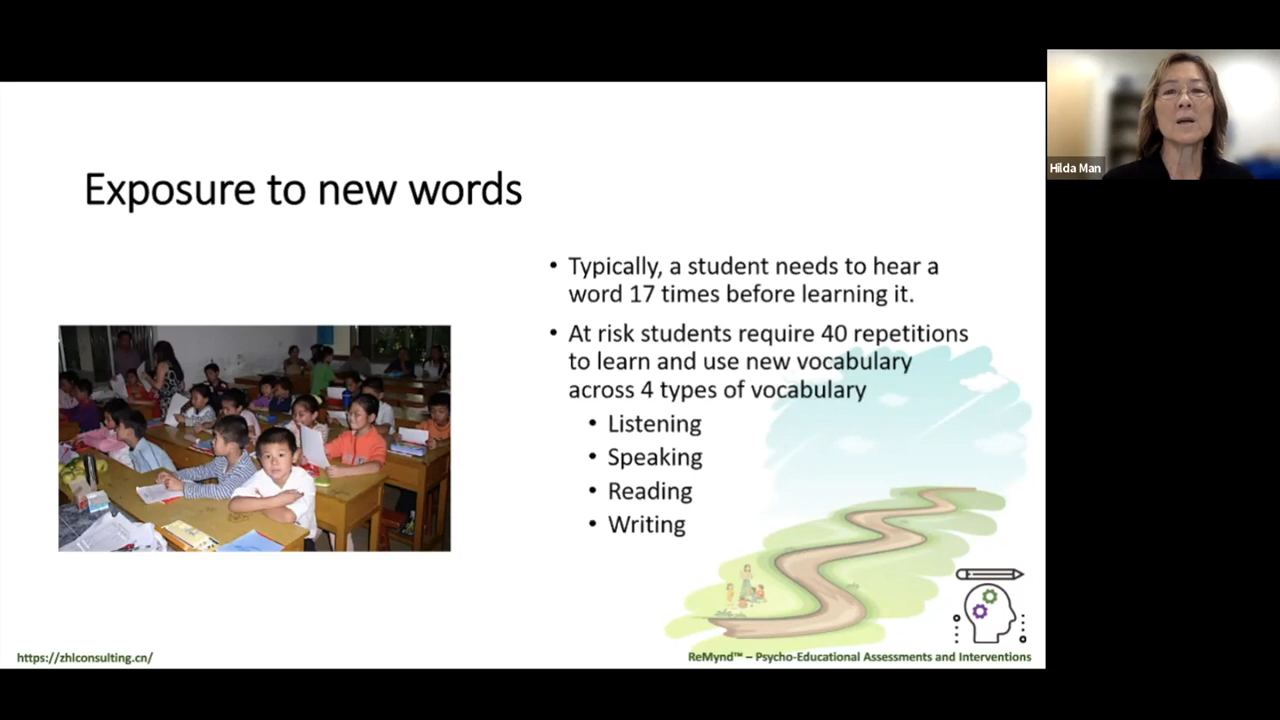 Exposure to new words
• Typically, a student needs to hear a
word 17 times before learning it.
• At risk students require 40 repetitions
to learn and use new vocabulary
across 4 types of vocabulary
• Listening
• Speaking
• Reading
• Writing
https://zhlconsulting.cn/
ReMynd™ – Psycho-Educational Assessments and Interventions
Hilda Man